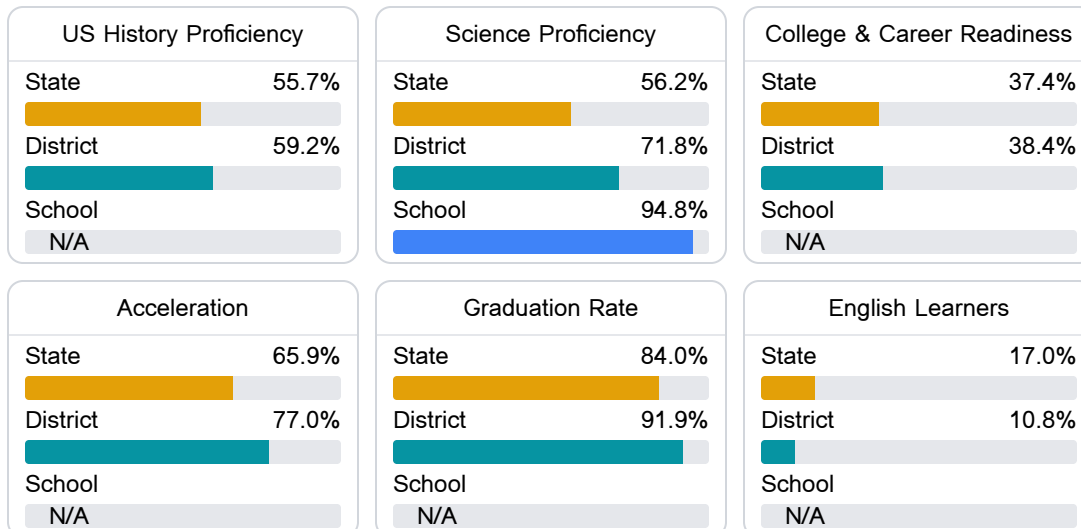 US History Proficiency
State 55.7%
District 59.2%
School
N/A
Science Proficiency
State 56.2%
District 71.8%
School 94.8%
College & Career Readiness
State 37.4%
District 38.4%
School
N/A
Acceleration
State 65.9%
District 77.0%
School
N/A
Graduation Rate
State 84.0%
District 91.9%
School
N/A
English Learners
State 17.0%
District 10.8%
School
N/A